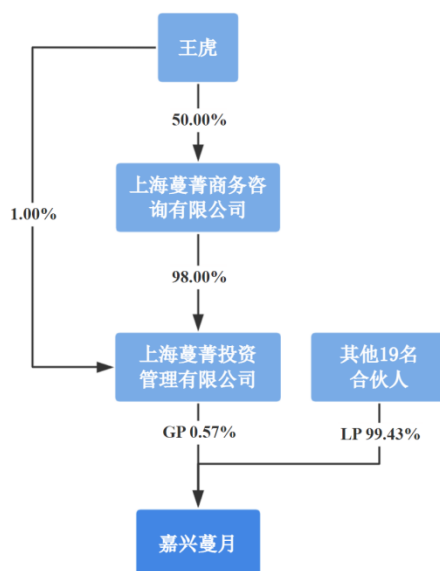 王虎
50.00%
上海蔓菁商务咨
询有限公司
1.00%
98.00%
上海蔓菁投资
管理有限公司
其他19名
合伙人
GP 0.57%
LP 99.43%
嘉兴蔓月